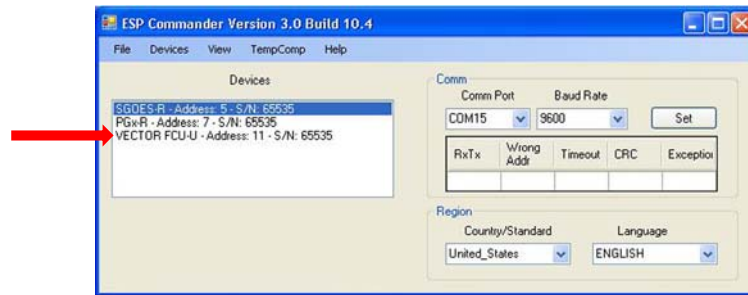 ESP Commander Version 3.0 Build 10.4
File Devices View TempComp Help
Devices
SGOES-R - Address: 5 - S/N: 65535
PGx-R - Address: 7 - S/N: 65535
VECTOR FCU-U - Address: 11 - S/N: 65535
Comm
Comm Port Baud Rate
COM15 9600 Set
RxTx Wrong Addr Timeout CRC Exception
Region
Country/Standard Language
United_States ENGLISH